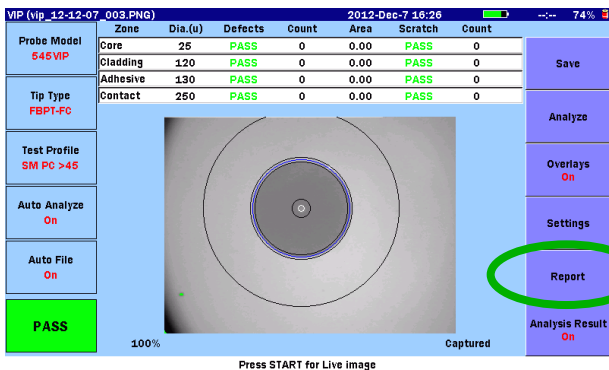 VIP (vip_12-12-07_003.PNG) 2012-Dec-7 16:26 --:-- 74%
Zone Dia.(u) Defects Count Area Scratch Count
Core 25 PASS 0 0.00 PASS 0
Cladding 120 PASS 0 0.00 PASS 0
Adhesive 130 PASS 0 0.00 PASS 0
Contact 250 PASS 0 0.00 PASS 0
Probe Model
545VIP
Tip Type
FBPT-FC
Test Profile
SM PC >45
Auto Analyze
On
Auto File
On
PASS
100%
Captured
Save
Analyze
Overlays
On
Settings
Report
Analysis Result
On
Press START for Live image